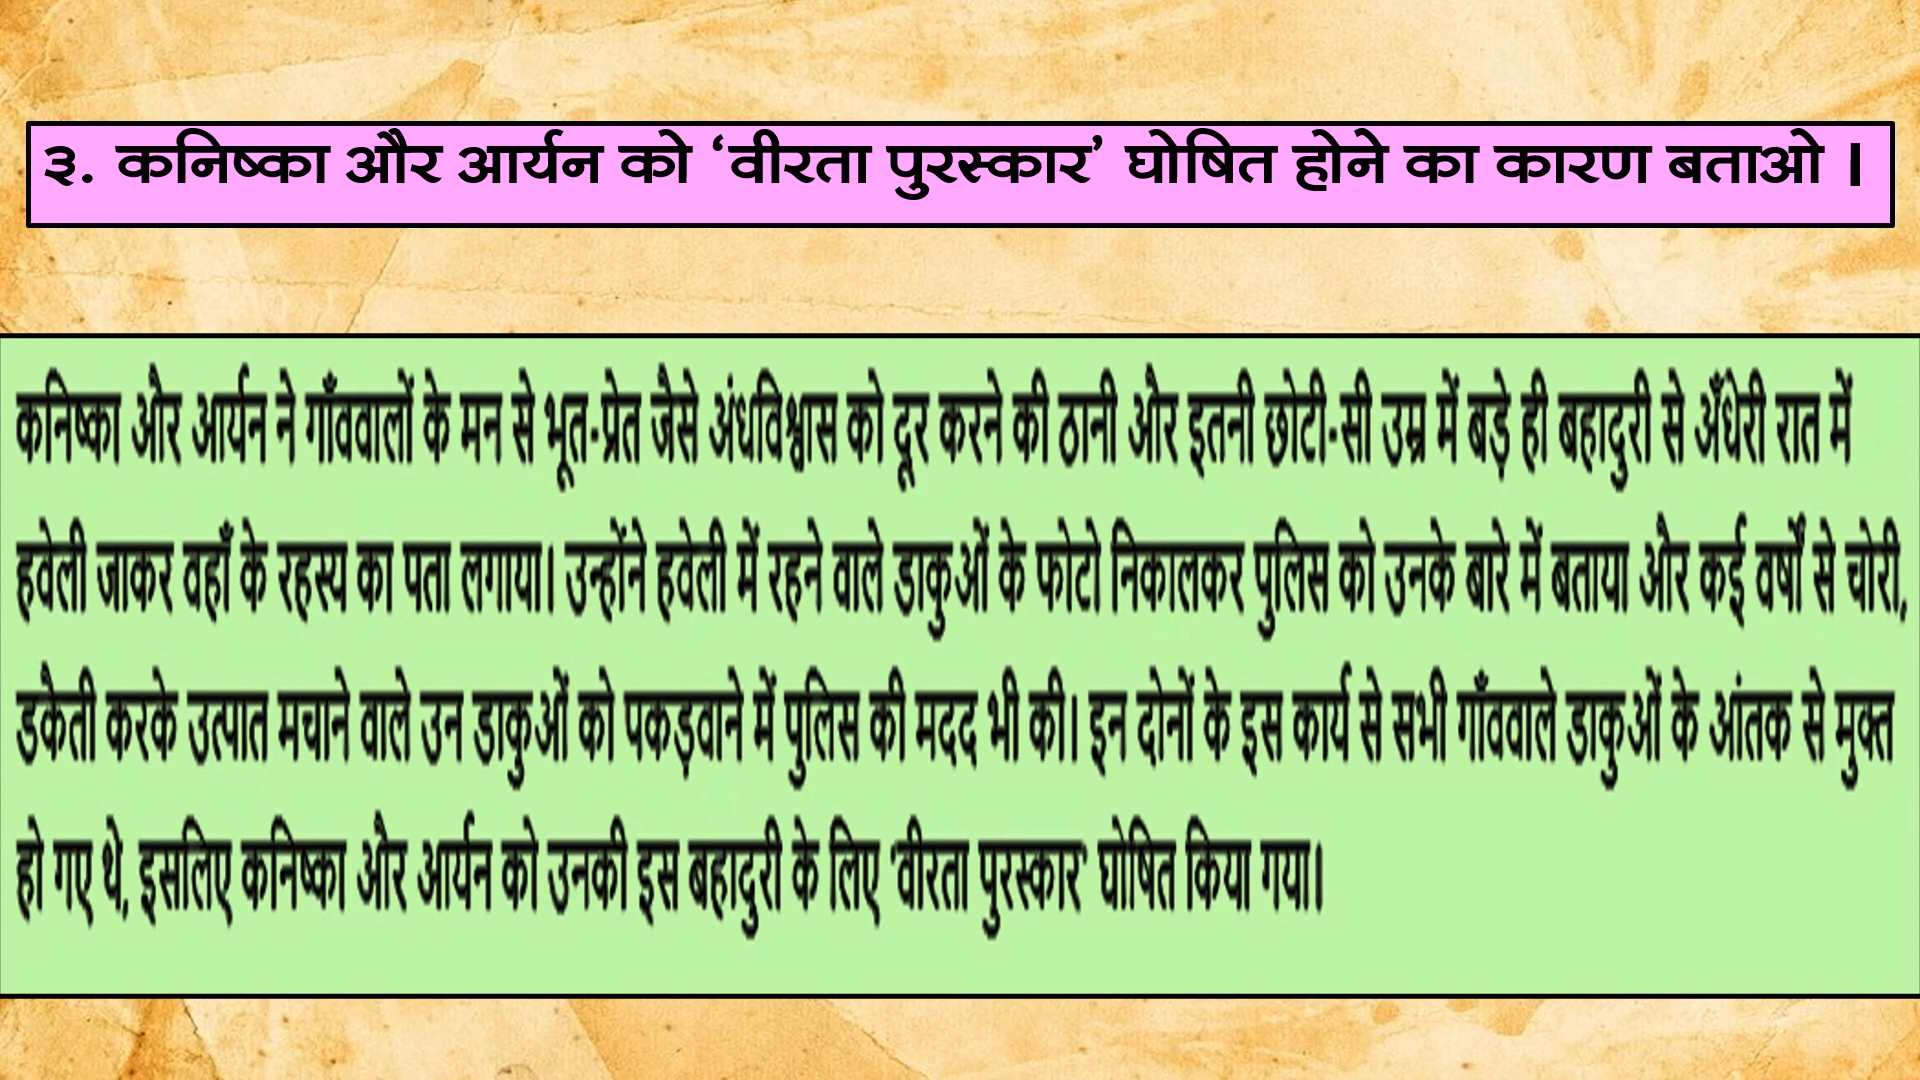 ३. कनिष्का और आर्यन को ‘वीरता पुरस्कार’ घोषित होने का कारण बताओ ।
कनिष्का और आर्यन ने गाँववालों के मन से भूत-प्रेत जैसे अंधविश्वास को दूर करने की ठानी और इतनी छोटी-सी उम्र में बड़े ही बहादुरी से अँधेरी रात में
हवेली जाकर वहाँ के रहस्य का पता लगाया। उन्होंने हवेली में रहने वाले डाकुओं के फोटो निकालकर पुलिस को उनके बारे में बताया और कई वर्षों से चोरी,
डकैती करके उत्पात मचाने वाले उन डाकुओं को पकड़वाने में पुलिस की मदद भी की। इन दोनों के इस कार्य से सभी गाँववाले डाकुओं के आंतक से मुक्त
हो गए थे, इसलिए कनिष्का और आर्यन को उनकी इस बहादुरी के लिए 'वीरता पुरस्कार' घोषित किया गया।